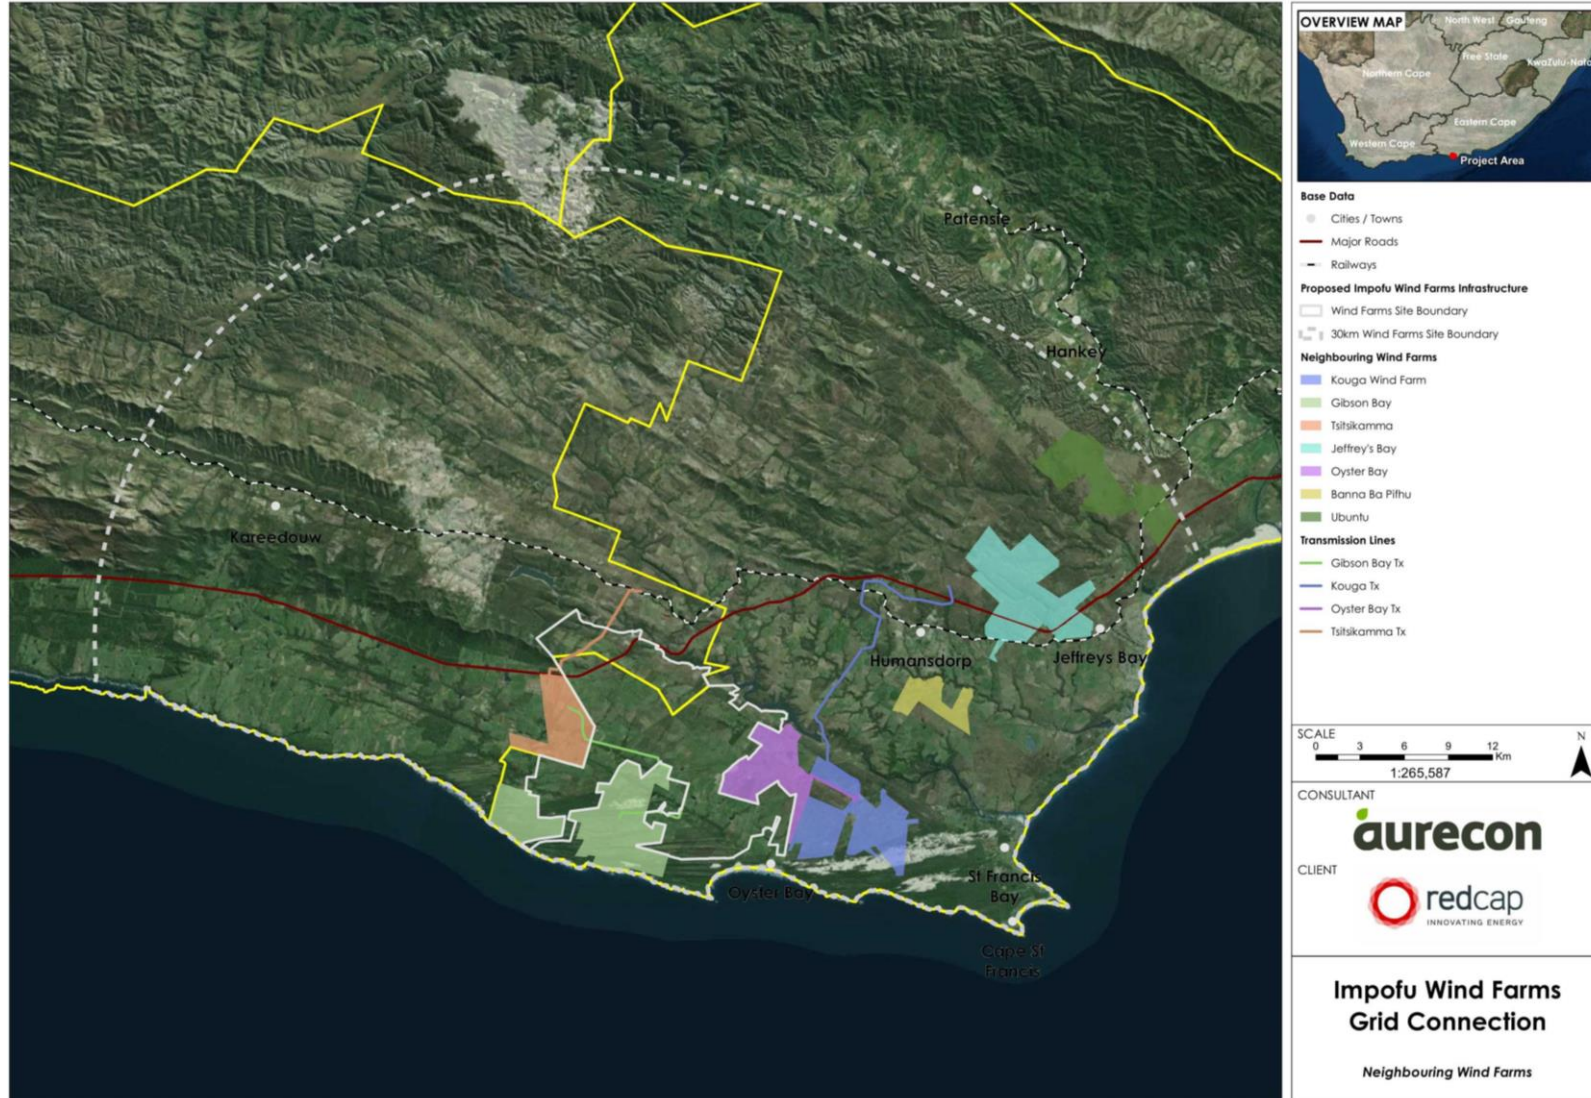 Patensie
Hankey
Kareedouw
Humansdorp
Jeffreys Bay
Oyster Bay
St Francis
Bay
Cape St
Francis
OVERVIEW MAP
North West
Gauteng
Free State
KwaZulu-Nata
Northern Cape
Eastern Cape
Western Cape
Project Area
Base Data
Cities / Towns
Major Roads
Railways
Proposed Impofu Wind Farms Infrastructure
Wind Farms Site Boundary
30km Wind Farms Site Boundary
Neighbouring Wind Farms
Kouga Wind Farm
Gibson Bay
Tsitsikamma
Jeffrey's Bay
Oyster Bay
Banna Ba Pifhu
Ubuntu
Transmission Lines
Gibson Bay Tx
Kouga Tx
Oyster Bay Tx
Tsitsikamma Tx
SCALE
0 3 6 9 12
Km
1:265,587
N
CONSULTANT
aurecon
CLIENT
redcap
INNOVATING ENERGY
Impofu Wind Farms
Grid Connection
Neighbouring Wind Farms